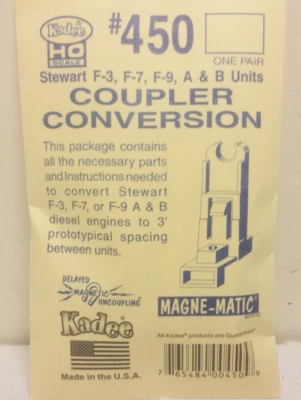 Kadee®
HO
SCALE
#450
ONE PAIR
Stewart F-3, F-7, F-9, A & B Units
COUPLER
CONVERSION
This package contains
all the necessary parts
and Instructions needed
to convert Stewart
F-3, F-7, or F-9 A & B
diesel engines to 3'
prototypical spacing
between units.
DELAYED
MAGNETIC
UNCOUPLING
Kadee
Made in the U.S.A.
MAGNE-MATIC®
All Kadee® products are Guaranteed
7 65484 00450 9